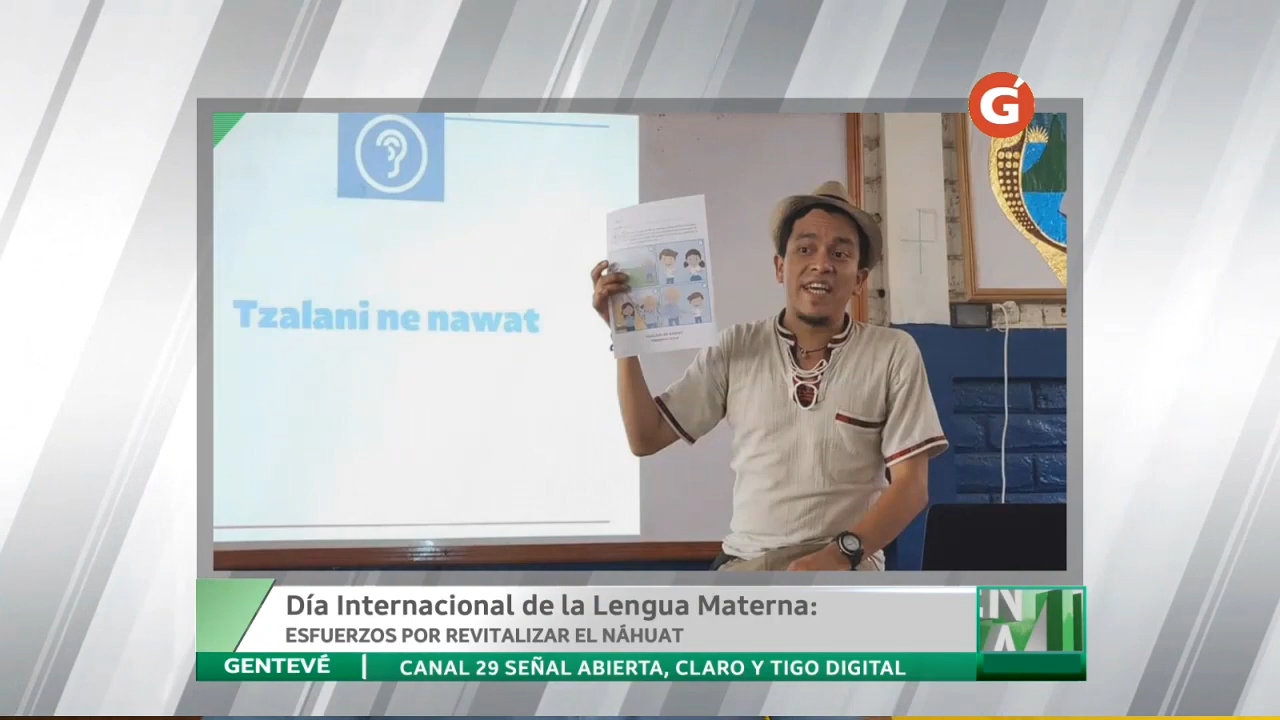 Ǵ
Tzalani ne nawat
Día Internacional de la Lengua Materna:
ESFUERZOS POR REVITALIZAR EL NÁHUAT
GENTEVÉ | CANAL 29 SEÑAL ABIERTA, CLARO Y TIGO DIGITAL